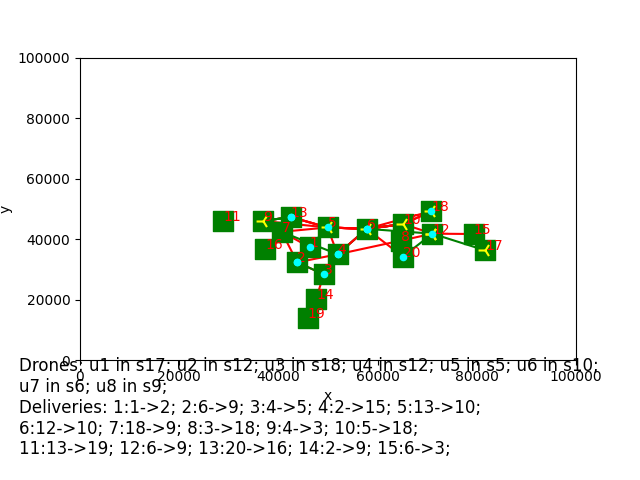 100000
80000
60000
40000
20000
0
0 20000 40000 60000 80000 100000
x
y
11
13
18
15
17
10
14
19
Drones: u1 in s17; u2 in s12; u3 in s18; u4 in s12; u5 in s5; u6 in s10;
u7 in s6; u8 in s9;
Deliveries: 1:1->2; 2:6->9; 3:4->5; 4:2->15; 5:13->10;
6:12->10; 7:18->9; 8:3->18; 9:4->3; 10:5->18;
11:13->19; 12:6->9; 13:20->16; 14:2->9; 15:6->3;